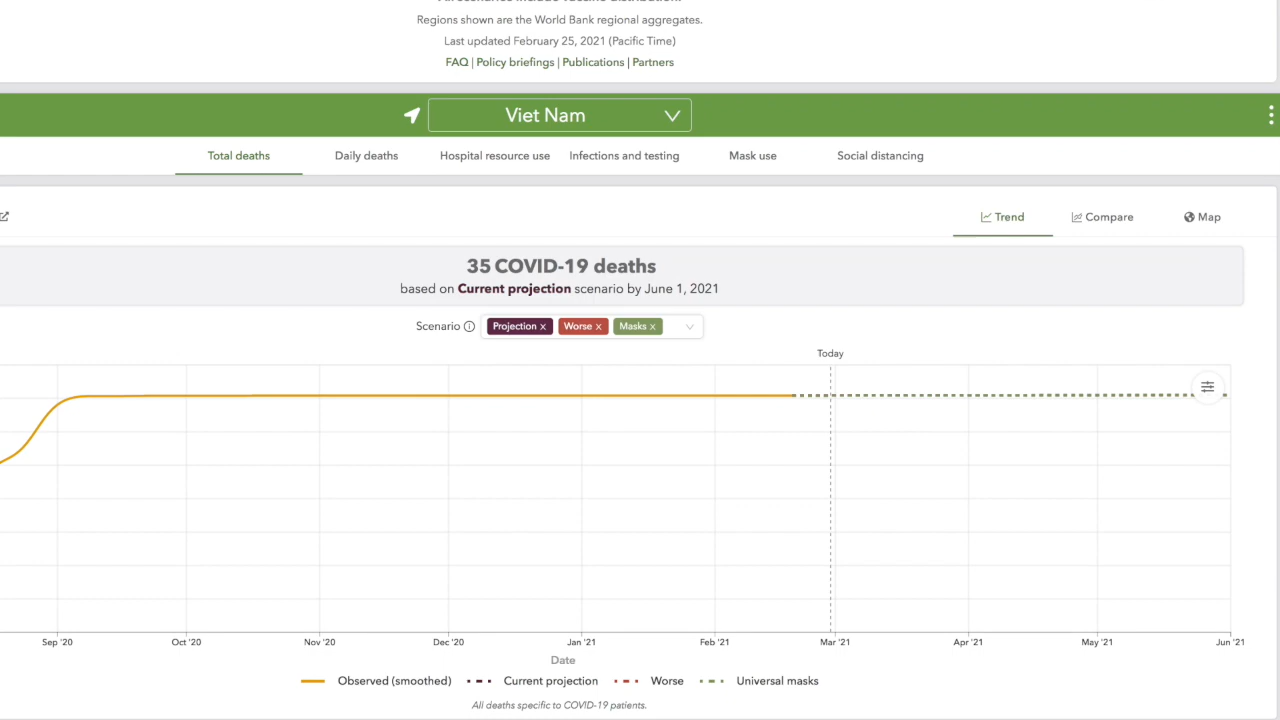 Regions shown are the World Bank regional aggregates.
Last updated February 25, 2021 (Pacific Time)
FAQ | Policy briefings | Publications | Partners
Viet Nam
Total deaths Daily deaths Hospital resource use Infections and testing Mask use Social distancing
Trend Compare Map
35 COVID-19 deaths
based on Current projection scenario by June 1, 2021
Scenario Projection x Worse x Masks x
Today
Sep '20 Oct '20 Nov '20 Dec '20 Jan '21 Feb '21 Mar '21 Apr '21 May '21 Jun '21
Date
Observed (smoothed) Current projection Worse Universal masks
All deaths specific to COVID-19 patients.